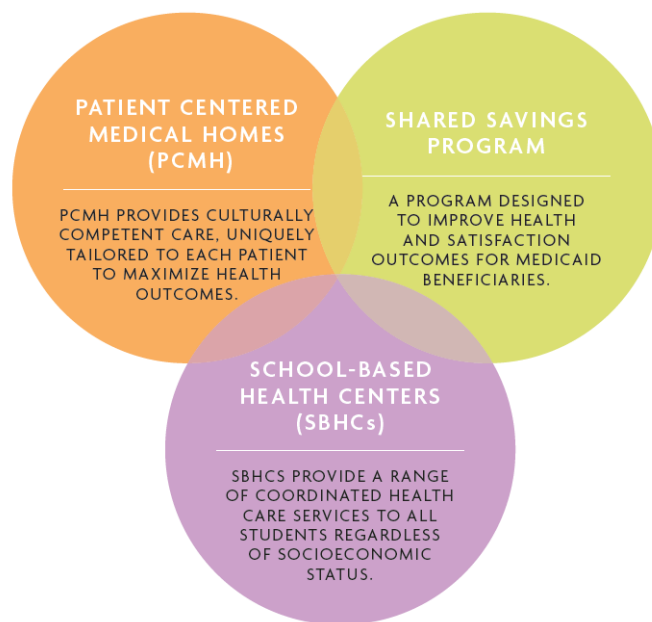 PATIENT CENTERED
MEDICAL HOMES
(PCMH)
PCMH PROVIDES CULTURALLY
COMPETENT CARE, UNIQUELY
TAILORED TO EACH PATIENT
TO MAXIMIZE HEALTH
OUTCOMES.
SHARED SAVINGS
PROGRAM
A PROGRAM DESIGNED
TO IMPROVE HEALTH
AND SATISFACTION
OUTCOMES FOR MEDICAID
BENEFICIARIES.
SCHOOL-BASED
HEALTH CENTERS
(SBHCs)
SBHCS PROVIDE A RANGE
OF COORDINATED HEALTH
CARE SERVICES TO ALL
STUDENTS REGARDLESS
OF SOCIOECONOMIC
STATUS.